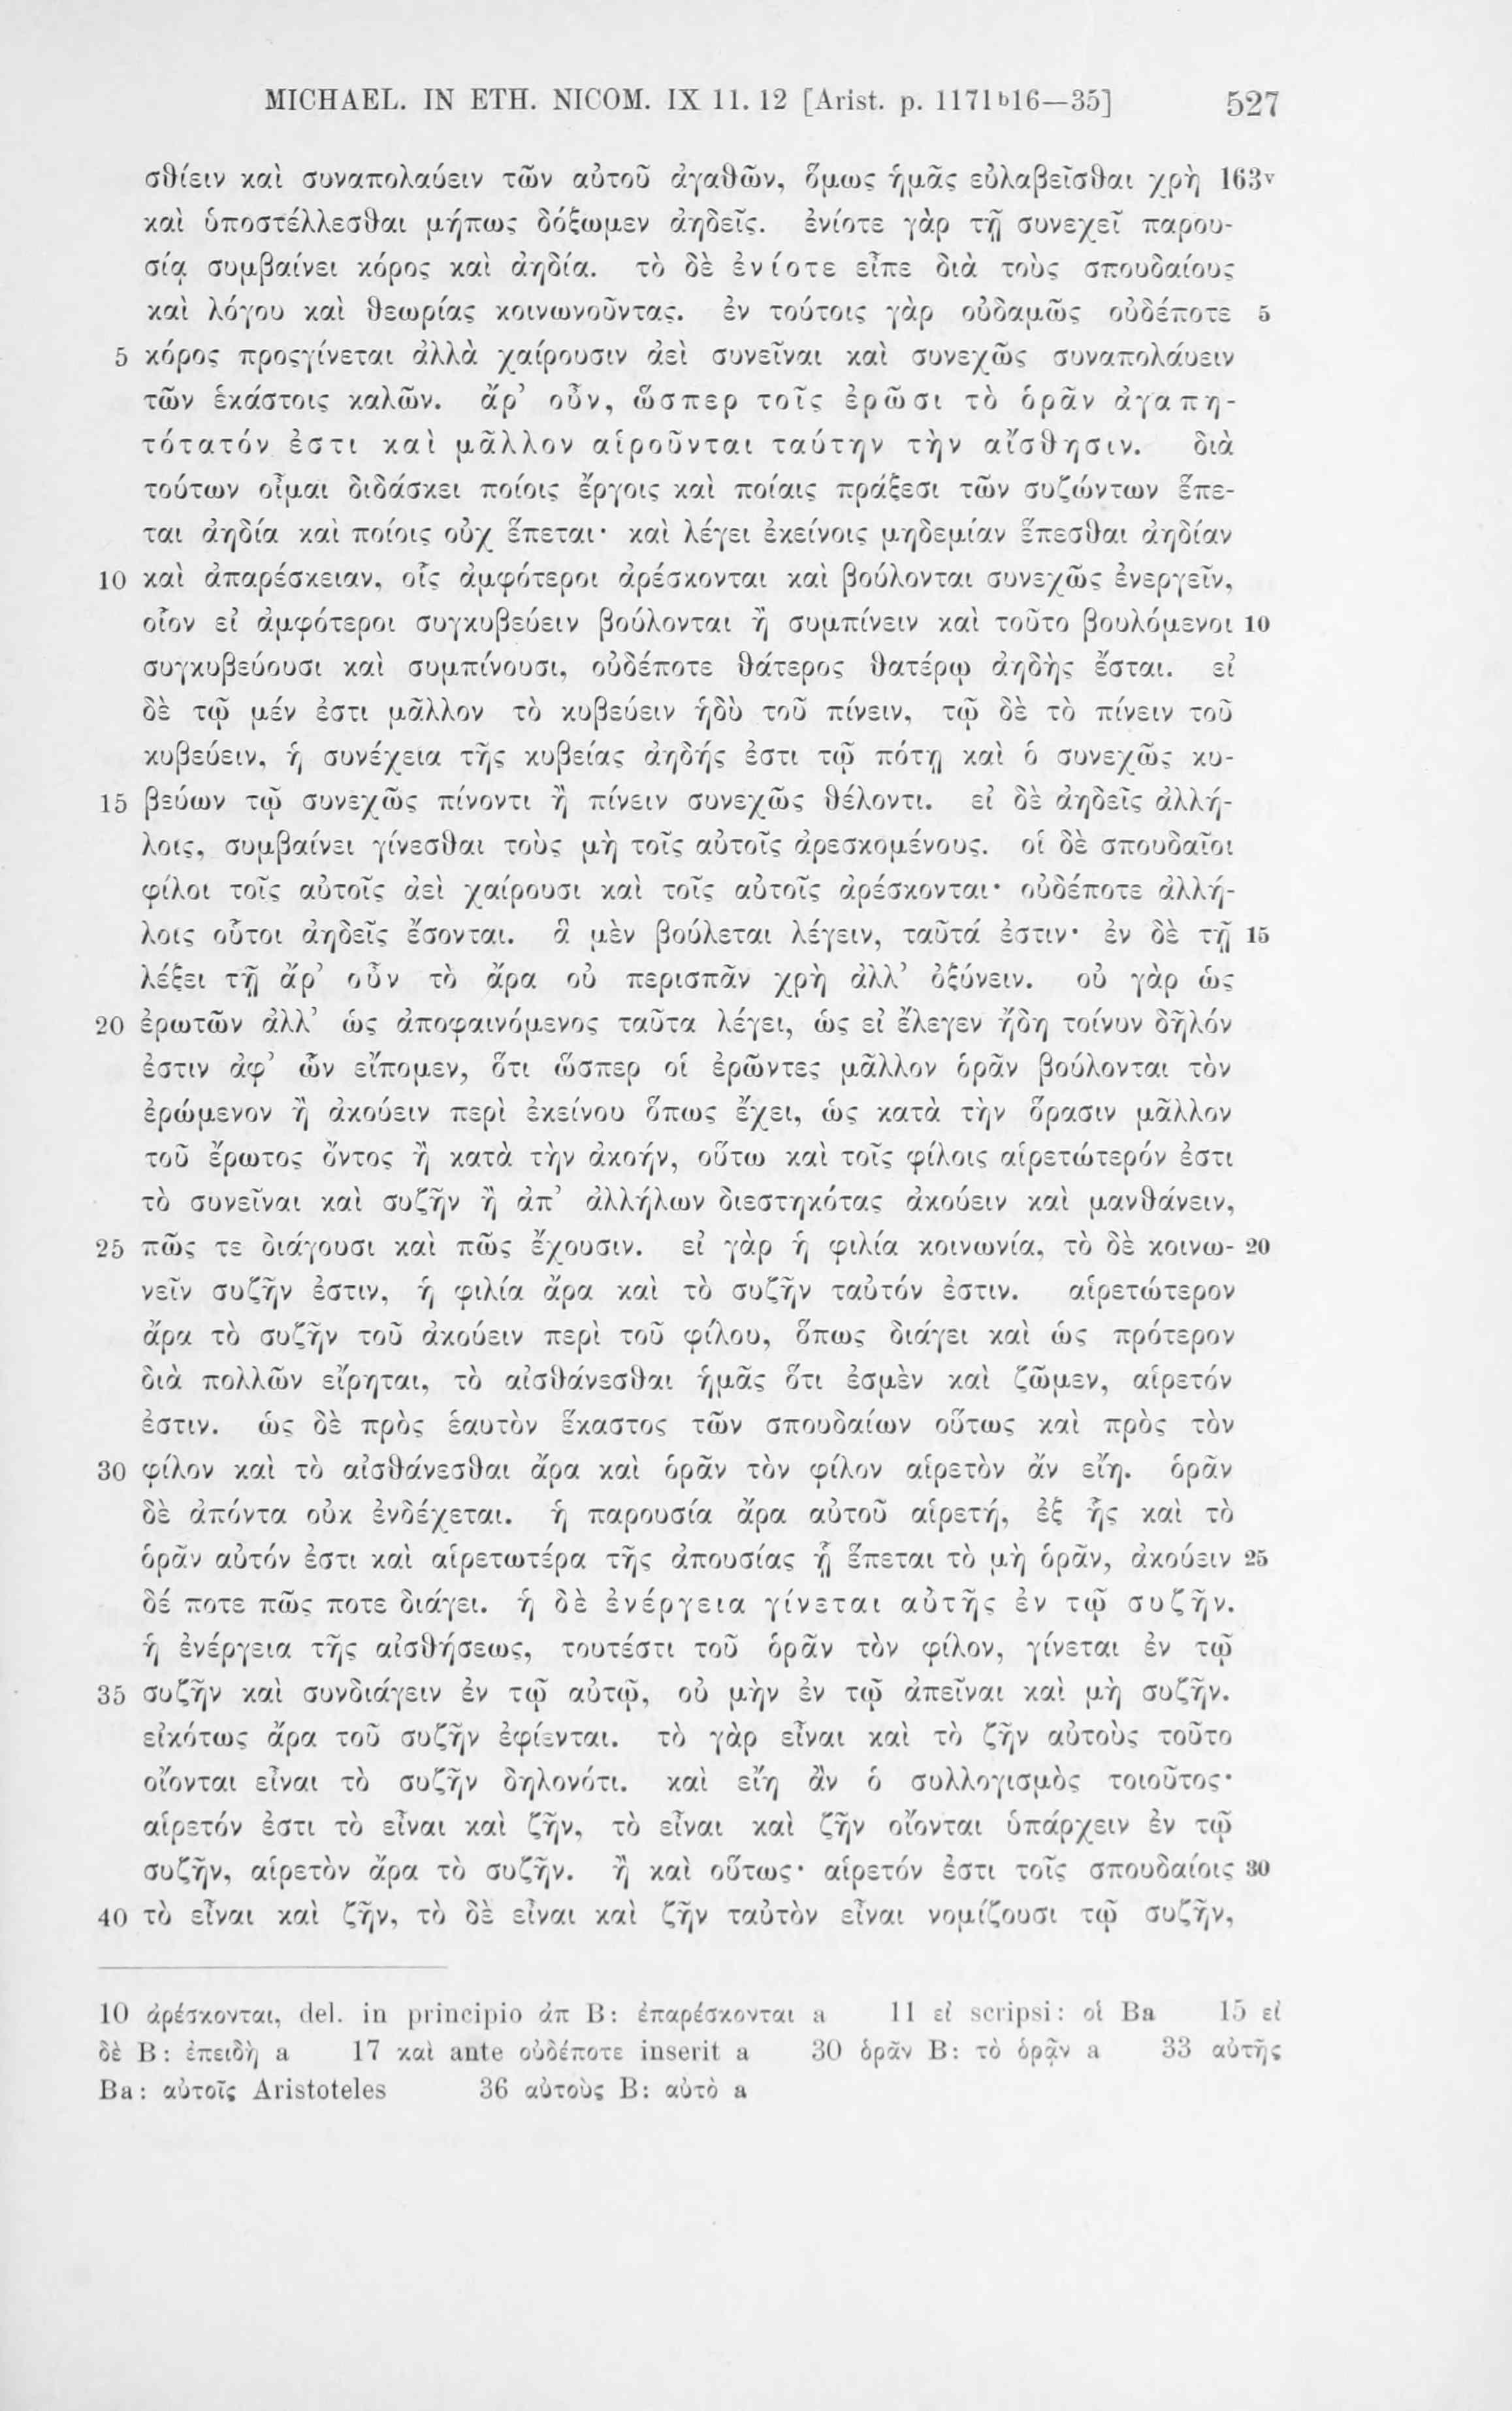 MICHAEL. IN ETH. NICOM. IX 11. 12 [Arist. p. 1171b16—35] 527
σθίειν καὶ συναπολαύειν τῶν αὐτοῦ ἀγαθῶν, ὅμως ἡμᾶς εὐλαβεῖσθαι χρὴ 163v
καὶ ὑποστέλλεσθαι μήπως δόξωμεν ἀηδεῖς. ἐνίοτε γὰρ τῇ συνεχεῖ παρου-
σίᾳ συμβαίνει κόρος καὶ ἀηδία. τὸ δὲ ἐνίοτε εἶπε διὰ τοὺς σπουδαίους
καὶ λόγου καὶ θεωρίας κοινωνοῦντας. ἐν τούτοις γὰρ οὐδαμῶς οὐδέποτε 5
5 κόρος προςγίνεται ἀλλὰ χαίρουσιν ἀεὶ συνεῖναι καὶ συνεχῶς συναπολάυειν
τῶν ἑκάστοις καλῶν. ἄρ’ οὖν, ὥσπερ τοῖς ἐρῶσι τὸ ὁρᾶν ἀγαπη-
τότατόν ἐστι καὶ μᾶλλον αἱροῦνται ταύτην τὴν αἴσθησιν. διὰ
τούτων οἶμαι διδάσκει ποίοις ἔργοις καὶ ποίαις πράξεσι τῶν συζώντων ἕπε-
ται ἀηδία καὶ ποίοις οὐχ ἕπεται· καὶ λέγει ἐκείνοις μηδεμίαν ἕπεσθαι ἀηδίαν
10 καὶ ἀπαρέσκειαν, οἷς ἀμφότεροι ἀρέσκονται καὶ βούλονται συνεχῶς ἐνεργεῖν,
οἷον εἰ ἀμφότεροι συγκυβεύειν βούλονται ἢ συμπίνειν καὶ τοῦτο βουλόμενοι 10
συγκυβεύουσι καὶ συμπίνουσι, οὐδέποτε θάτερος θατέρῳ ἀηδὴς ἔσται. εἰ
δὲ τῷ μέν ἐστι μᾶλλον τὸ κυβεύειν ἡδὺ τοῦ πίνειν, τῷ δὲ τὸ πίνειν τοῦ
κυβεύειν, ἡ συνέχεια τῆς κυβείας ἀηδής ἐστι τῷ πότῃ καὶ ὁ συνεχῶς κυ-
15 βεύων τῷ συνεχῶς πίνοντι ἢ πίνειν συνεχῶς θέλοντι. εἰ δὲ ἀηδεῖς ἀλλή-
λοις, συμβαίνει γίνεσθαι τοὺς μὴ τοῖς αὐτοῖς ἀρεσκομένους. οἱ δὲ σπουδαῖοι
φίλοι τοῖς αὐτοῖς ἀεὶ χαίρουσι καὶ τοῖς αὐτοῖς ἀρέσκονται· οὐδέποτε ἀλλή-
λοις οὗτοι ἀηδεῖς ἔσονται. ἃ μὲν βούλεται λέγειν, ταῦτά ἐστιν· ἐν δὲ τῇ 15
λέξει τῇ ἄρ’ οὖν τὸ ἄρα οὐ περισπᾶν χρὴ ἀλλ’ ὀξύνειν. οὐ γὰρ ὡς
20 ἐρωτῶν ἀλλ’ ὡς ἀποφαινόμενος ταῦτα λέγει, ὡς εἰ ἔλεγεν ἤδη τοίνυν δῆλόν
ἐστιν ἀφ’ ὧν εἴπομεν, ὅτι ὥσπερ οἱ ἐρῶντες μᾶλλον ὁρᾶν βούλονται τὸν
ἐρώμενον ἢ ἀκούειν περὶ ἐκείνου ὅπως ἔχει, ὡς κατὰ τὴν ὅρασιν μᾶλλον
τοῦ ἔρωτος ὄντος ἢ κατὰ τὴν ἀκοήν, οὕτω καὶ τοῖς φίλοις αἱρετώτερόν ἐστι
τὸ συνεῖναι καὶ συζῆν ἢ ἀπ’ ἀλλήλων διεστηκότας ἀκούειν καὶ μανθάνειν,
25 πῶς τε διάγουσι καὶ πῶς ἔχουσιν. εἰ γὰρ ἡ φιλία κοινωνία, τὸ δὲ κοινω- 20
νεῖν συζῆν ἐστιν, ἡ φιλία ἄρα καὶ τὸ συζῆν ταὐτόν ἐστιν. αἱρετώτερον
ἄρα τὸ συζῆν τοῦ ἀκούειν περὶ τοῦ φίλου, ὅπως διάγει καὶ ὡς πρότερον
διὰ πολλῶν εἴρηται, τὸ αἰσθάνεσθαι ἡμᾶς ὅτι ἐσμὲν καὶ ζῶμεν, αἱρετόν
ἐστιν. ὡς δὲ πρὸς ἑαυτὸν ἕκαστος τῶν σπουδαίων οὕτως καὶ πρὸς τὸν
30 φίλον καὶ τὸ αἰσθάνεσθαι ἄρα καὶ ὁρᾶν τὸν φίλον αἱρετὸν ἂν εἴη. ὁρᾶν
δὲ ἀπόντα οὐκ ἐνδέχεται. ἡ παρουσία ἄρα αὐτοῦ αἱρετή, ἐξ ἧς καὶ τὸ
ὁρᾶν αὐτόν ἐστι καὶ αἱρετωτέρα τῆς ἀπουσίας ᾗ ἕπεται τὸ μὴ ὁρᾶν, ἀκούειν 25
δέ ποτε πῶς ποτε διάγει. ἡ δὲ ἐνέργεια γίνεται αὐτῆς ἐν τῷ συζῆν.
ἡ ἐνέργεια τῆς αἰσθήσεως, τουτέστι τοῦ ὁρᾶν τὸν φίλον, γίνεται ἐν τῷ
35 συζῆν καὶ συνδιάγειν ἐν τῷ αὐτῷ, οὐ μὴν ἐν τῷ ἀπεῖναι καὶ μὴ συζῆν.
εἰκότως ἄρα τοῦ συζῆν ἐφίενται. τὸ γὰρ εἶναι καὶ τὸ ζῆν αὐτοὺς τοῦτο
οἴονται εἶναι τὸ συζῆν δηλονότι. καὶ εἴη ἂν ὁ συλλογισμὸς τοιοῦτος·
αἱρετόν ἐστι τὸ εἶναι καὶ ζῆν, τὸ εἶναι καὶ ζῆν οἴονται ὑπάρχειν ἐν τῷ
συζῆν, αἱρετὸν ἄρα τὸ συζῆν. ἢ καὶ οὕτως· αἱρετόν ἐστι τοῖς σπουδαίοις 30
40 τὸ εἶναι καὶ ζῆν, τὸ δὲ εἶναι καὶ ζῆν ταὐτὸν εἶναι νομίζουσι τῷ συζῆν,
10 ἀρέσκονται, del. in principio ἀπ B: ἐπαρέσκονται a 11 εἰ scripsi: οἱ Ba 15 εἰ
δὲ B: ἐπειδὴ a 17 καὶ ante οὐδέποτε inserit a 30 ὁρᾶν B: τὸ ὁρᾷν a 33 αὐτῆς
Ba: αὐτοῖς Aristoteles 36 αὐτοὺς B: αὐτὸ a